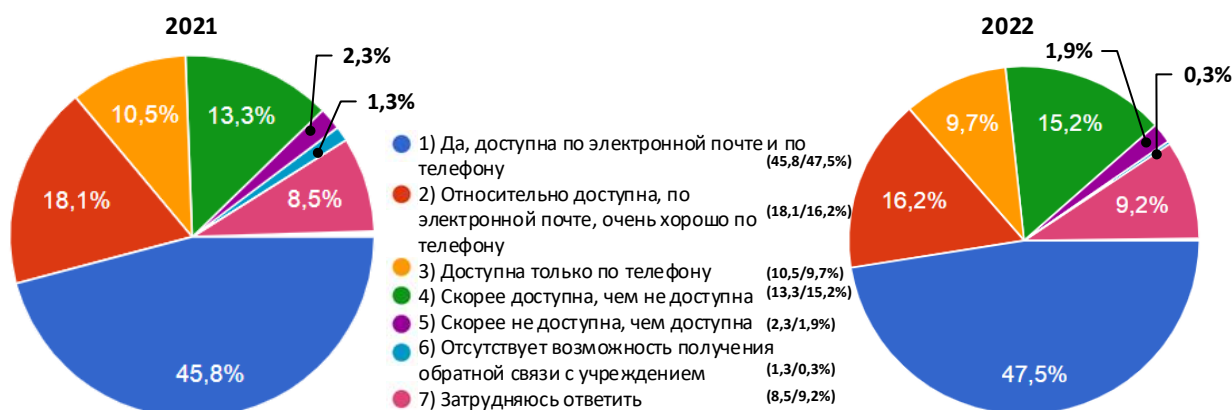 2021
2,3%
1,3%
10,5%
13,3%
18,1%
8,5%
45,8%
1) Да, доступна по электронной почте и по
телефону (45,8/47,5%)
2) Относительно доступна, по
электронной почте, очень хорошо по (18,1/16,2%)
телефону
3) Доступна только по телефону (10,5/9,7%)
4) Скорее доступна, чем не доступна (13,3/15,2%)
5) Скорее не доступна, чем доступна (2,3/1,9%)
6) Отсутствует возможность получения
обратной связи с учреждением (1,3/0,3%)
7) Затрудняюсь ответить (8,5/9,2%)
2022
1,9%
0,3%
9,7%
15,2%
16,2%
9,2%
47,5%